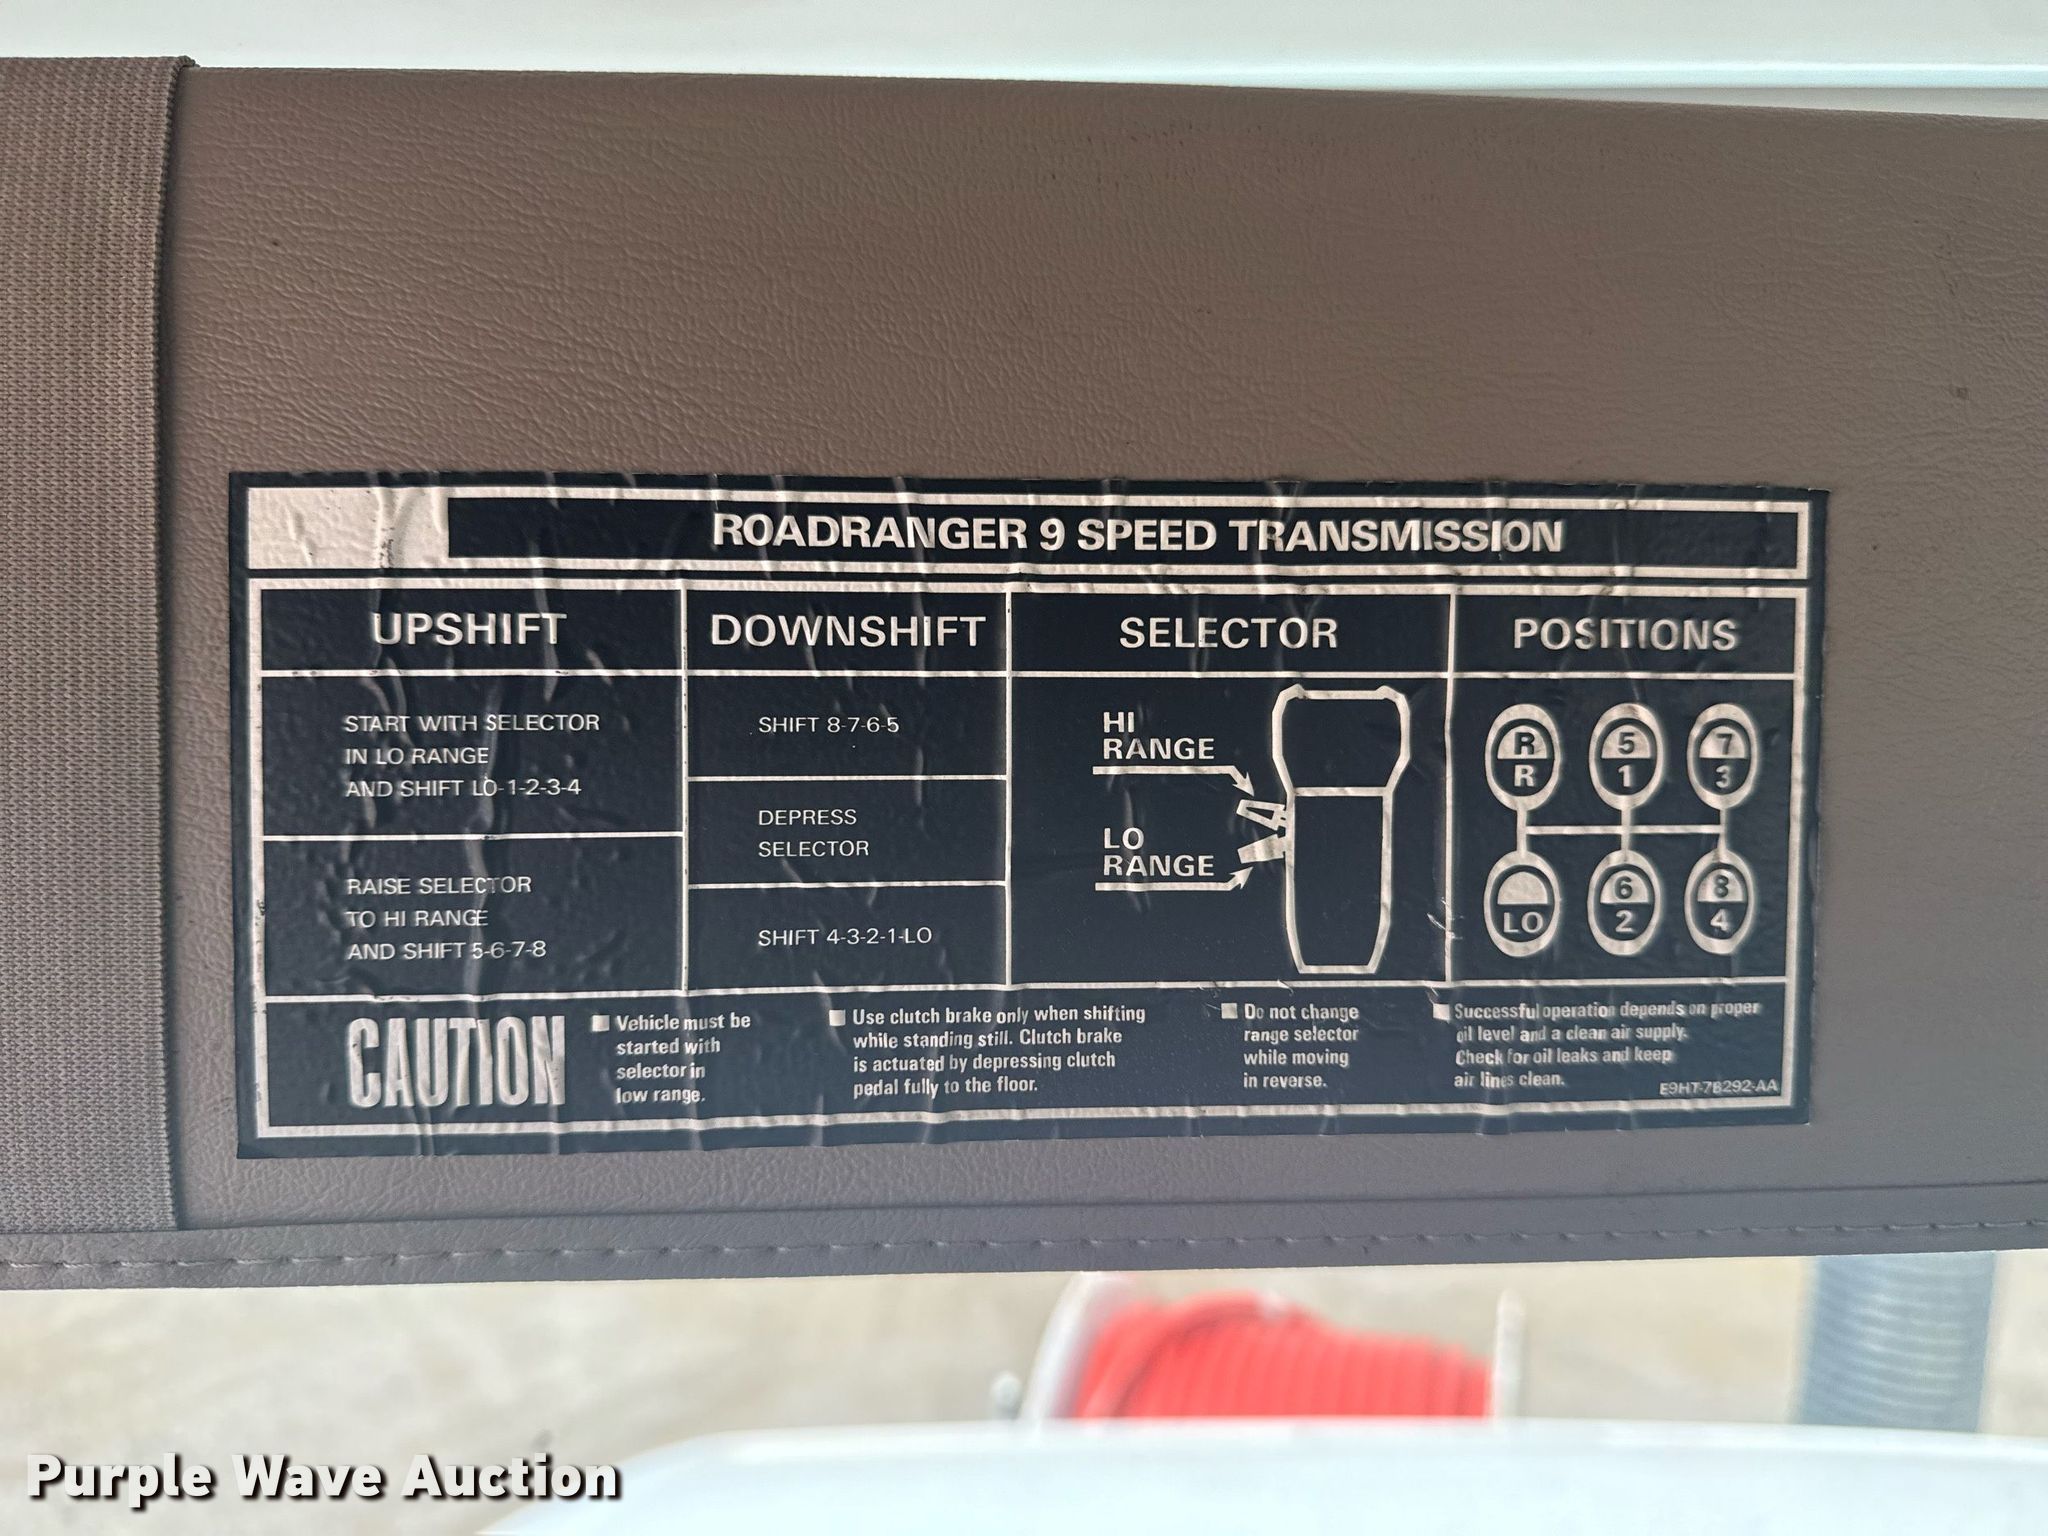 ROADRANGER 9 SPEED TRANSMISSION
UPSHIFT
START WITH SELECTOR
IN LO RANGE
AND SHIFT LO-1-2-3-4
RAISE SELECTOR
TO HI RANGE
AND SHIFT 5-6-7-8
DOWNSHIFT
SHIFT 8-7-6-5
DEPRESS
SELECTOR
SHIFT 4-3-2-1-LO
SELECTOR
HI
RANGE
LO
RANGE
POSITIONS
R 5 7
R 1 3
6 8
LO 2 4
CAUTION
Vehicle must be
started with
selector in
low range.
Use clutch brake only when shifting
while standing still. Clutch brake
is actuated by depressing clutch
pedal fully to the floor.
Do not change
range selector
while moving
in reverse.
Successful operation depends on proper
oil level and a clean air supply.
Check for oil leaks and keep
air lines clean.
E9HT-7B292-AA
Purple Wave Auction